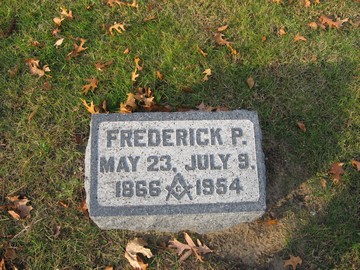 FREDERICK P.
MAY 23, JULY 9,
1866 G 1954